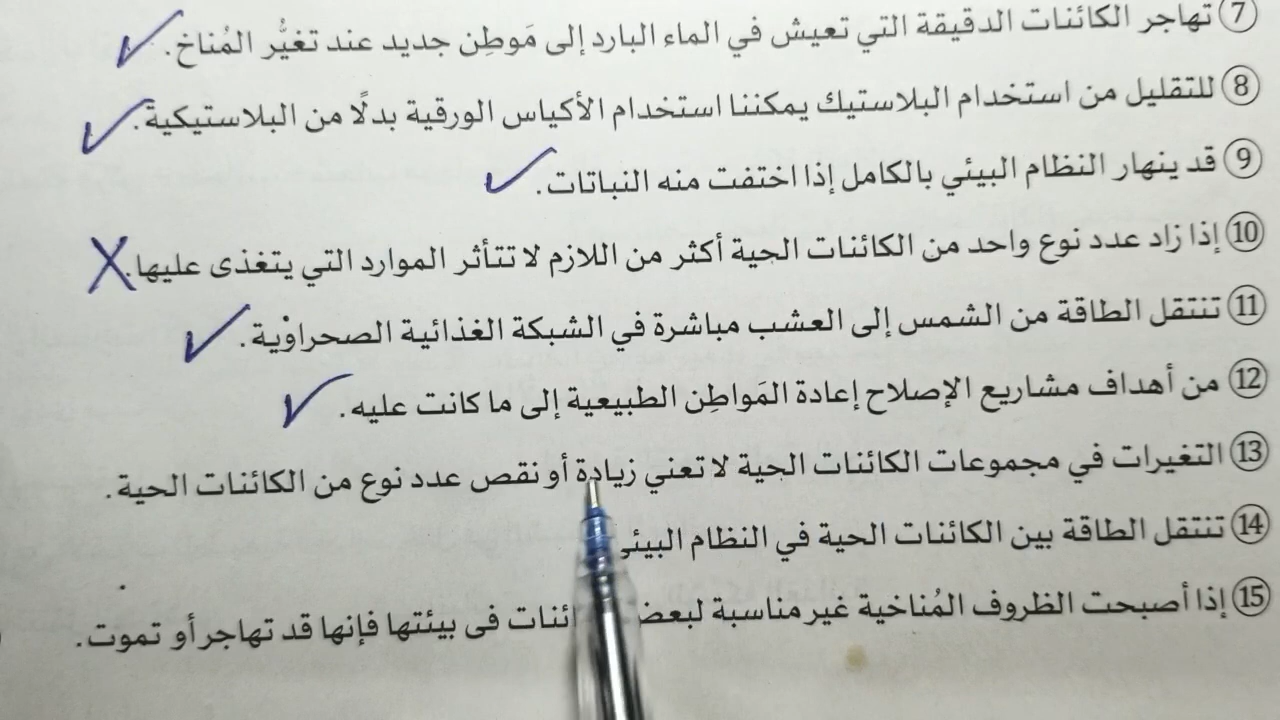 ⑦ تهاجر الكائنات الدقيقة التي تعيش في الماء البارد إلى مَوطِن جديد عند تغيُّر المُناخ. ✓
⑧ للتقليل من استخدام البلاستيك يمكننا استخدام الأكياس الورقية بدلًا من البلاستيكية. ✓
⑨ قد ينهار النظام البيئي بالكامل إذا اختفت منه النباتات. ✓
⑩ إذا زاد عدد نوع واحد من الكائنات الحية أكثر من اللازم لا تتأثر الموارد التي يتغذى عليها. X
⑪ تنتقل الطاقة من الشمس إلى العشب مباشرة في الشبكة الغذائية الصحراوية. ✓
⑫ من أهداف مشاريع الإصلاح إعادة المَواطِن الطبيعية إلى ما كانت عليه. ✓
⑬ التغيرات في مجموعات الكائنات الحية لا تعني زيادة أو نقص عدد نوع من الكائنات الحية.
⑭ تنتقل الطاقة بين الكائنات الحية في النظام البيئي
⑮ إذا أصبحت الظروف المُناخية غير مناسبة لبعض في بيئتها فإنها قد تهاجر أو تموت.